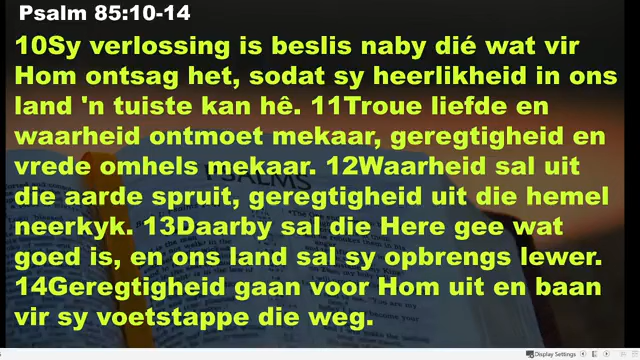 Psalm 85:10-14
10Sy verlossing is beslis naby dié wat vir
Hom ontsag het, sodat sy heerlikheid in ons
land 'n tuiste kan hê. 11Troue liefde en
waarheid ontmoet mekaar, geregtigheid en
vrede omhels mekaar. 12Waarheid sal uit
die aarde spruit, geregtigheid uit die hemel
neerkyk. 13Daarby sal die Here gee wat
goed is, en ons land sal sy opbrengs lewer.
14Geregtigheid gaan voor Hom uit en baan
vir sy voetstappe die weg.
PSALMS
Display Settings